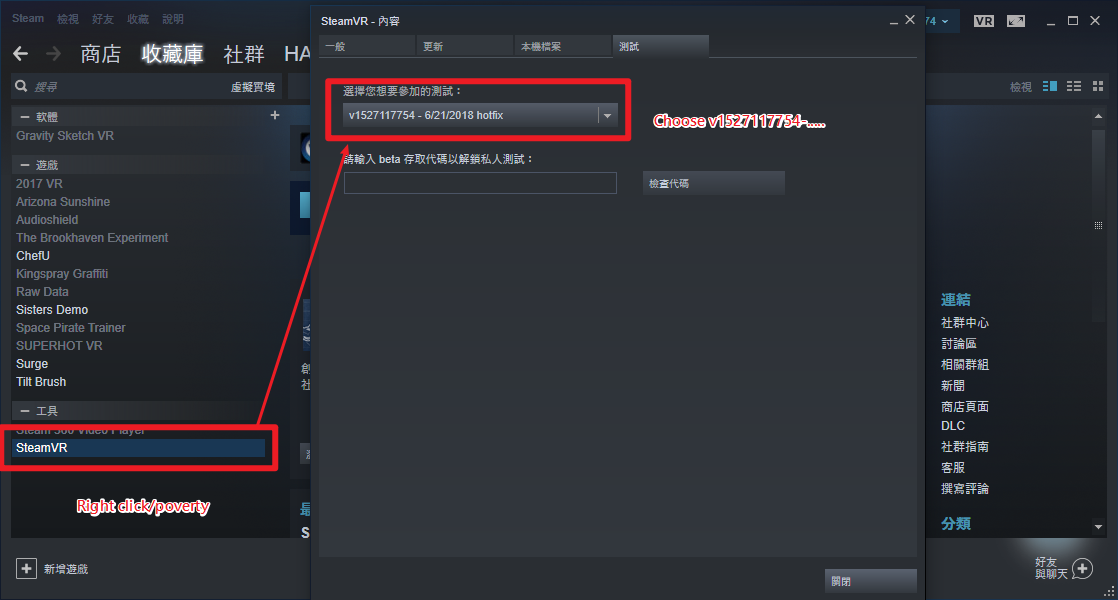 Steam 檢視 好友 收藏 說明
商店 收藏庫 社群 HA
搜尋 虛擬實境
— 軟體 +
Gravity Sketch VR
— 遊戲
2017 VR
Arizona Sunshine
Audioshield
The Brookhaven Experiment
ChefU
Kingspray Graffiti
Raw Data
Sisters Demo
Space Pirate Trainer
SUPERHOT VR
Surge
Tilt Brush
— 工具
Steam 360 Video Player
SteamVR
Right click/poverty
+ 新增遊戲
創
社
最
S
SteamVR - 內容
一般 更新 本機檔案 測試
選擇您想要參加的測試：
v1527117754 - 6/21/2018 hotfix
Choose v1527117754-.....
請輸入 beta 存取代碼以解鎖私人測試：
檢查代碼
關閉
74 VR
檢視
連結
社群中心
討論區
相關群組
新聞
商店頁面
DLC
社群指南
客服
撰寫評論
分類
好友
與聊天